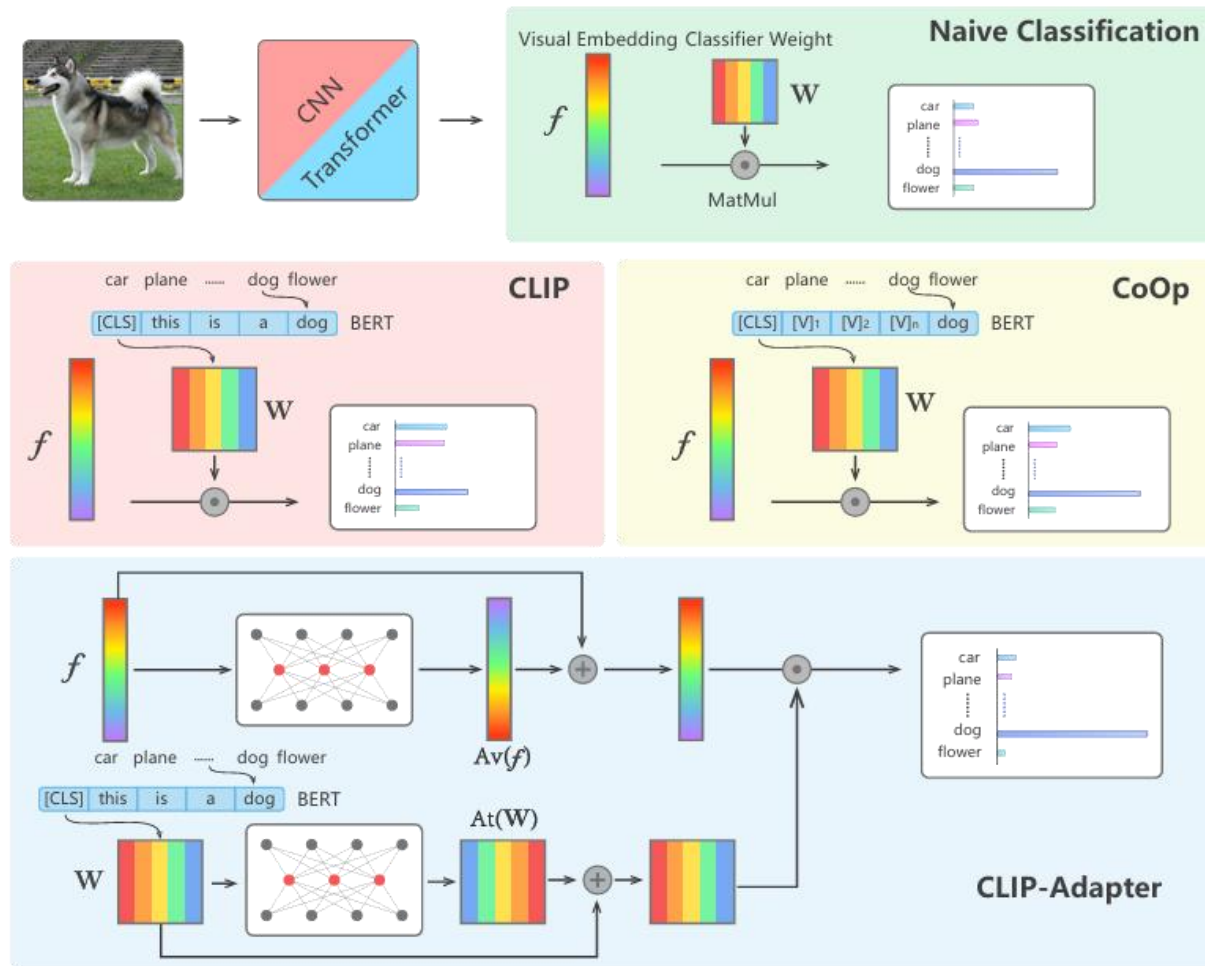 CNN
Transformer
Naive Classification
Visual Embedding Classifier Weight
f
W
MatMul
car
plane
......
dog
flower
CLIP
car plane ...... dog flower
[CLS] this is a dog BERT
f
W
car
plane
......
dog
flower
CoOp
car plane ...... dog flower
[CLS] [V]₁ [V]₂ [V]ₙ dog BERT
f
W
car
plane
......
dog
flower
f
Av(f)
car
plane
......
dog
flower
car plane ...... dog flower
[CLS] this is a dog BERT
At(W)
W
CLIP-Adapter